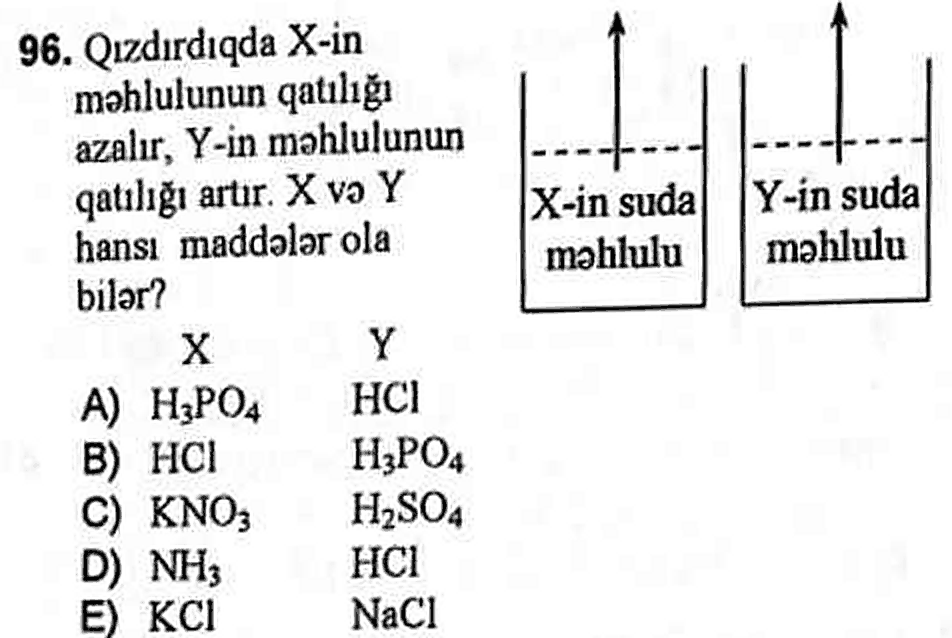 96. Qızdırdıqda X-in
məhlulunun qatılığı
azalır, Y-in məhlulunun
qatılığı artır. X və Y
hansı maddələr ola
bilər?
X-in suda
məhlulu
Y-in suda
məhlulu
X Y
A) H₃PO₄ HCl
B) HCl H₃PO₄
C) KNO₃ H₂SO₄
D) NH₃ HCl
E) KCl NaCl